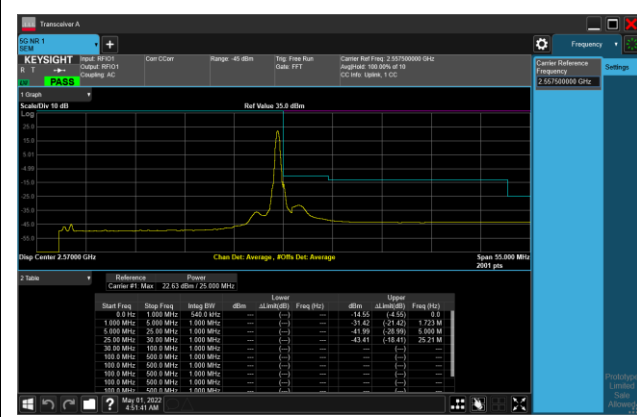 Transceiver A
5G NR 1
SEM
Frequency
KEYSIGHT
Input: RFIO1
Output: RFIO1
Coupling: AC
Corr CCorr
Range: -45 dBm
Trig: Free Run
Gate: FFT
Carrier Ref Freq: 2.557500000 GHz
Avg|Hold: 100.00% of 10
CC Info: Uplink, 1 CC
R T
PASS
Carrier Reference
Frequency
2.557500000 GHz
Settings
1 Graph
Scale/Div 10 dB
Ref Value 35.0 dBm
Log
25.0
15.0
5.01
-4.99
-15.0
-25.0
-35.0
-45.0
-55.0
Disp Center 2.57000 GHz
Chan Det: Average , #Offs Det: Average
Span 55.000 MHz
2001 pts
2 Table
Reference Power
Carrier #1 Max 22.63 dBm / 25.000 MHz
Lower Upper
Start Freq Stop Freq Integ BW dBm ΔLimit(dB) Freq (Hz) dBm ΔLimit(dB) Freq (Hz)
0.0 Hz 1.000 MHz 540.0 kHz --- (---) --- -14.55 (-4.55) 0.0
1.000 MHz 5.000 MHz 1.000 MHz --- (---) --- -31.42 (-21.42) 1.723 M
5.000 MHz 25.00 MHz 1.000 MHz --- (---) --- -41.99 (-28.99) 5.000 M
25.00 MHz 30.00 MHz 1.000 MHz --- (---) --- -43.41 (-18.41) 25.21 M
30.00 MHz 100.0 MHz 1.000 MHz --- (---) --- --- (---) ---
100.0 MHz 500.0 MHz 1.000 MHz --- (---) --- --- (---) ---
100.0 MHz 500.0 MHz 1.000 MHz --- (---) --- --- (---) ---
100.0 MHz 500.0 MHz 1.000 MHz --- (---) --- --- (---) ---
100.0 MHz 500.0 MHz 1.000 MHz --- (---) --- --- (---) ---
May 01, 2022
4:51:41 AM
Prototype
Limited
Sale
Allowed